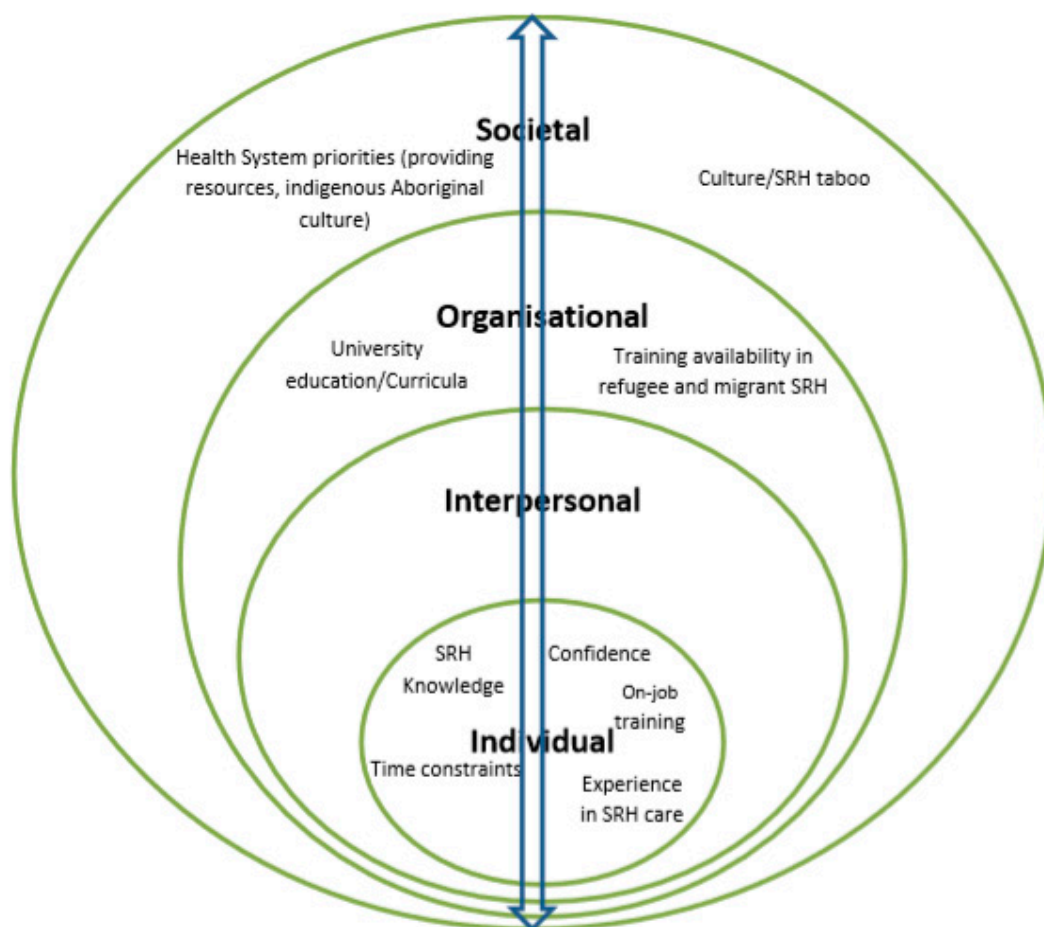 Societal
Health System priorities (providing
resources, indigenous Aboriginal
culture)
Culture/SRH taboo
Organisational
University
education/Curricula
Training availability in
refugee and migrant SRH
Interpersonal
SRH
Knowledge
Confidence
On-job
training
Individual
Time constraints
Experience
in SRH care